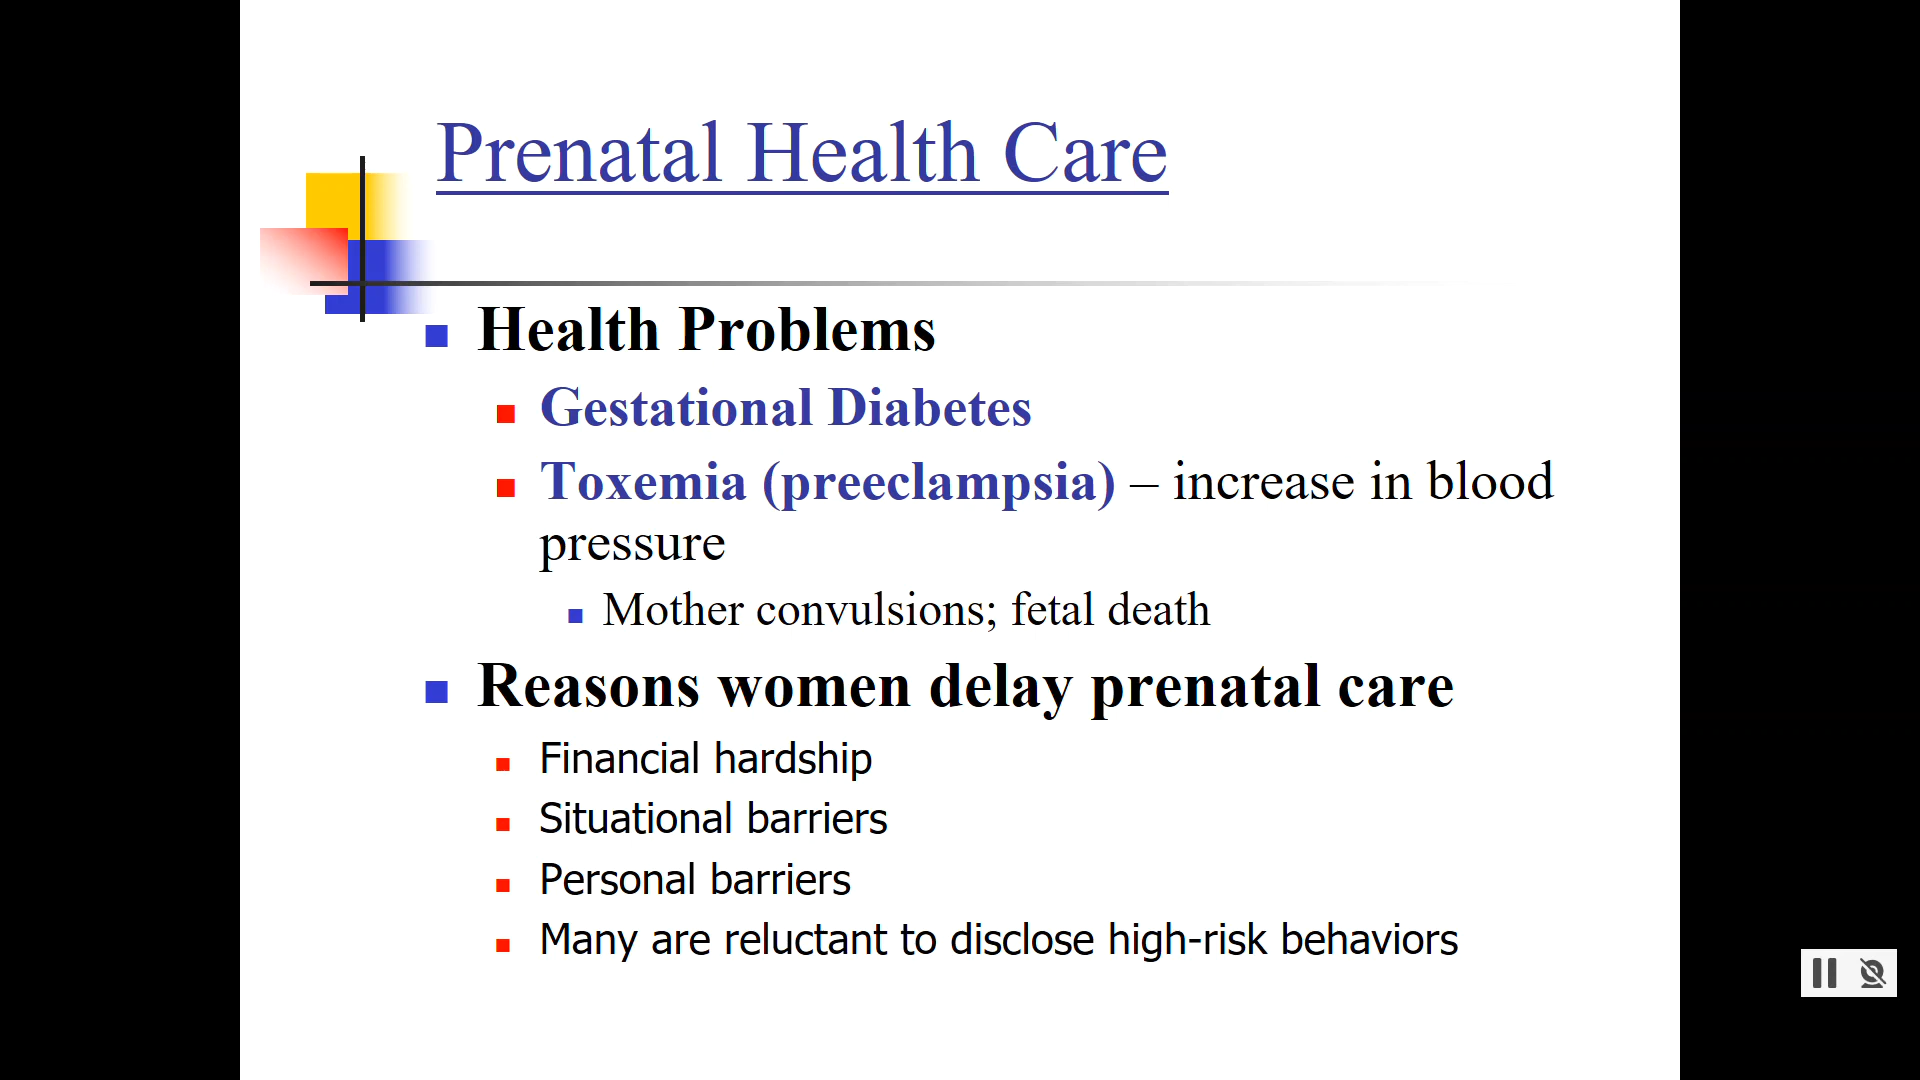 Prenatal Health Care
Health Problems
Gestational Diabetes
Toxemia (preeclampsia) – increase in blood
pressure
Mother convulsions; fetal death
Reasons women delay prenatal care
Financial hardship
Situational barriers
Personal barriers
Many are reluctant to disclose high-risk behaviors